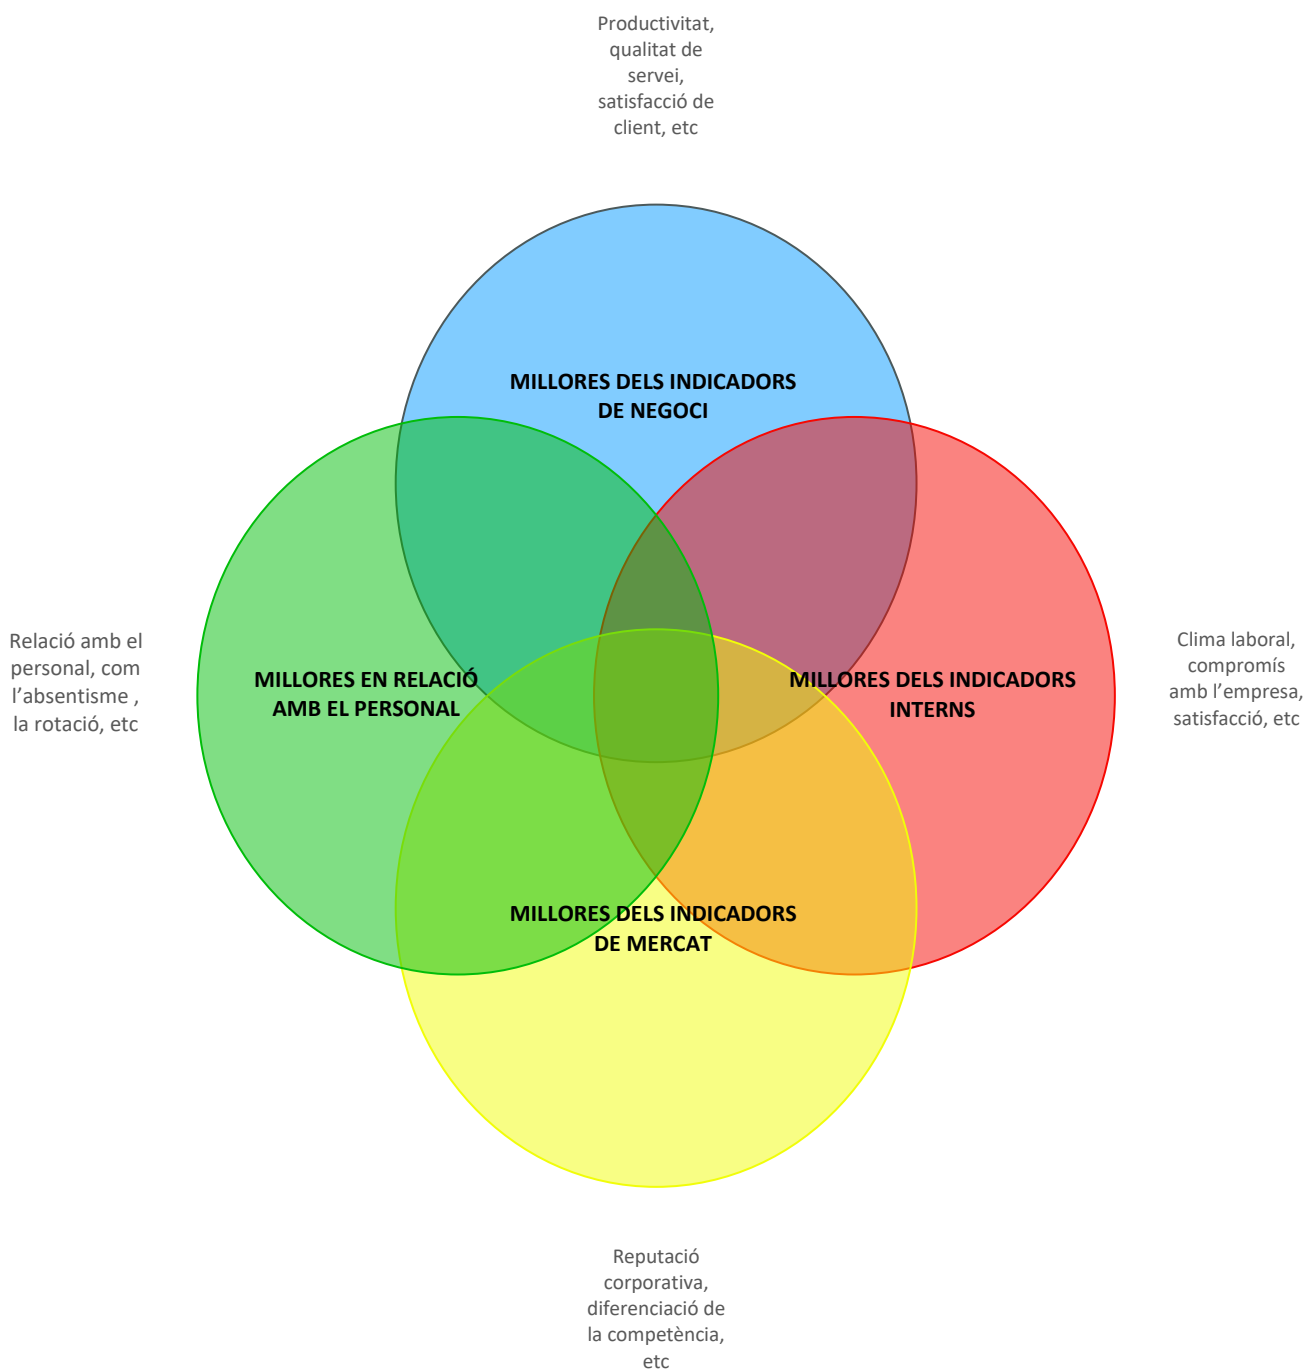 Productivitat,
qualitat de
servei,
satisfacció de
client, etc
MILLORES DELS INDICADORS
DE NEGOCI
Relació amb el
personal, com
l’absentisme ,
la rotació, etc
MILLORES EN RELACIÓ
AMB EL PERSONAL
MILLORES DELS INDICADORS
INTERNS
Clima laboral,
compromís
amb l’empresa,
satisfacció, etc
MILLORES DELS INDICADORS
DE MERCAT
Reputació
corporativa,
diferenciació de
la competència,
etc